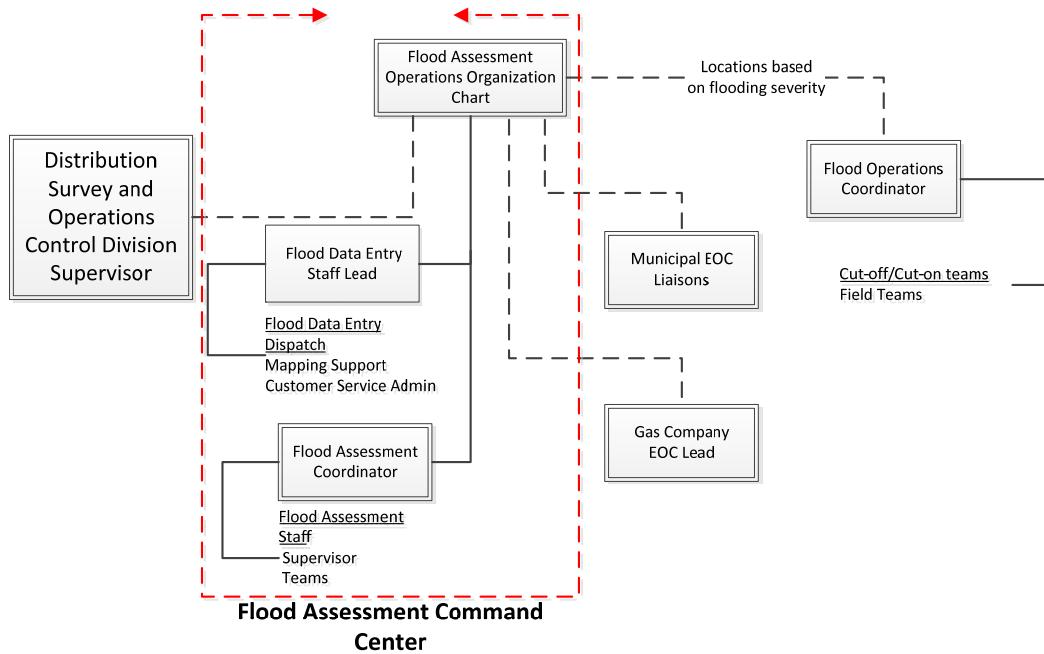 Flood Assessment
Operations Organization
Chart
Locations based
on flooding severity
Distribution
Survey and
Operations
Control Division
Supervisor
Flood Operations
Coordinator
Flood Data Entry
Staff Lead
Municipal EOC
Liaisons
Cut-off/Cut-on teams
Field Teams
Flood Data Entry
Dispatch
Mapping Support
Customer Service Admin
Gas Company
EOC Lead
Flood Assessment
Coordinator
Flood Assessment
Staff
Supervisor
Teams
Flood Assessment Command
Center